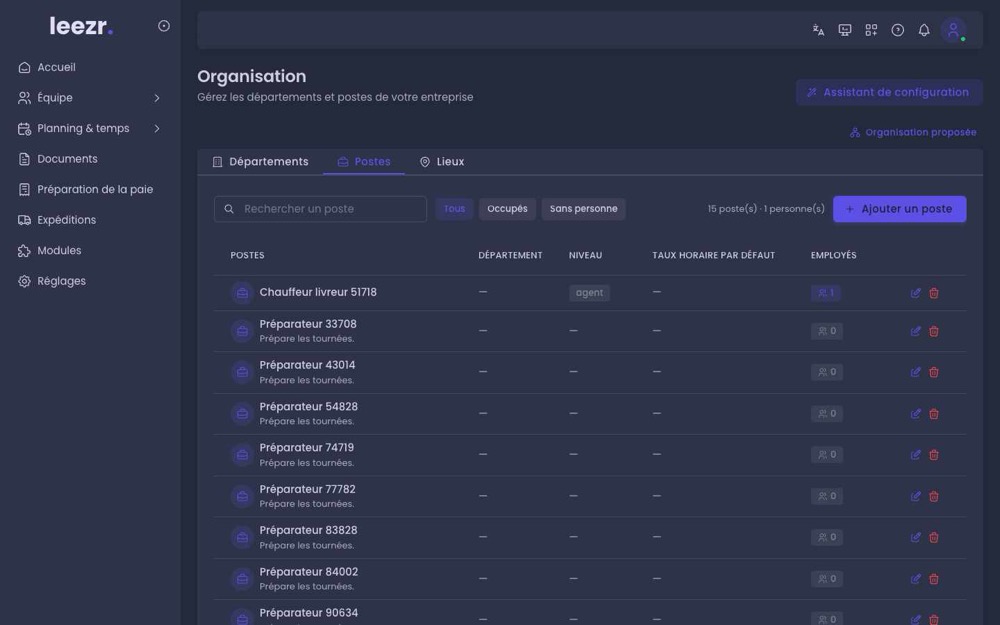 leezr.
Accueil
Équipe
Planning & temps
Documents
Préparation de la paie
Expéditions
Modules
Réglages
Organisation
Gérez les départements et postes de votre entreprise
Assistant de configuration
Organisation proposée
Départements
Postes
Lieux
Rechercher un poste
Tous
Occupés
Sans personne
15 poste(s) · 1 personne(s)
+ Ajouter un poste
POSTES DÉPARTEMENT NIVEAU TAUX HORAIRE PAR DÉFAUT EMPLOYÉS
Chauffeur livreur 51718 — agent — 1
Préparateur 33708 — — — 0
Prépare les tournées.
Préparateur 43014 — — — 0
Prépare les tournées.
Préparateur 54828 — — — 0
Prépare les tournées.
Préparateur 74719 — — — 0
Prépare les tournées.
Préparateur 77782 — — — 0
Prépare les tournées.
Préparateur 83828 — — — 0
Prépare les tournées.
Préparateur 84002 — — — 0
Prépare les tournées.
Préparateur 90634 — — — 0